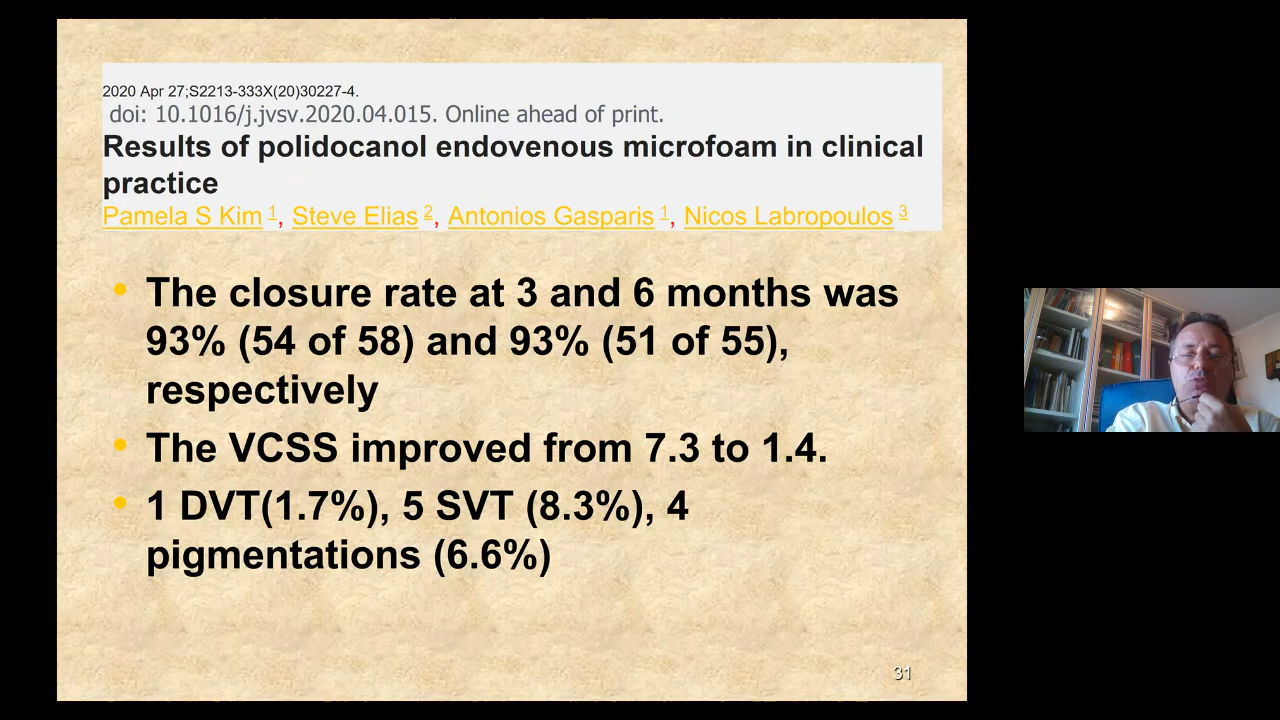 2020 Apr 27;S2213-333X(20)30227-4.
doi: 10.1016/j.jvsv.2020.04.015. Online ahead of print.
Results of polidocanol endovenous microfoam in clinical
practice
Pamela S Kim 1, Steve Elias 2, Antonios Gasparis 1, Nicos Labropoulos 3
• The closure rate at 3 and 6 months was
93% (54 of 58) and 93% (51 of 55),
respectively
• The VCSS improved from 7.3 to 1.4.
• 1 DVT(1.7%), 5 SVT (8.3%), 4
pigmentations (6.6%)
31